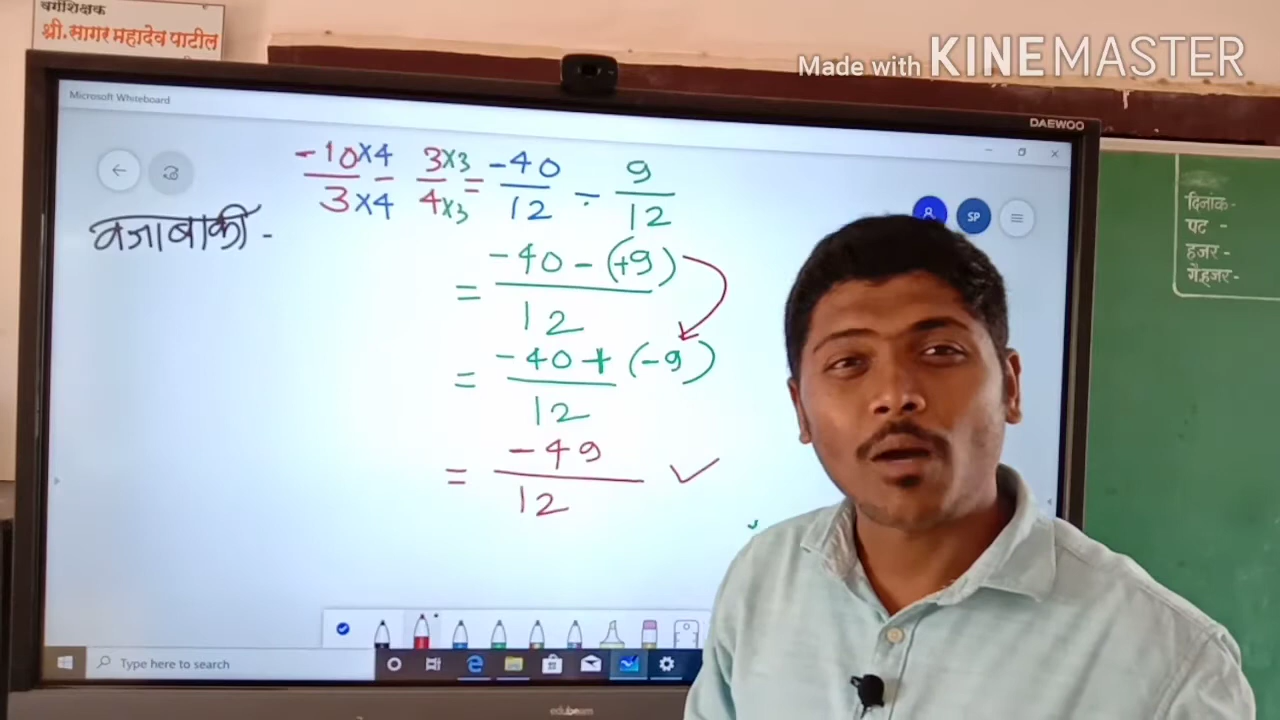 वर्गशिक्षक
श्री.सागर महादेव पाटील
Made with KINEMASTER
Microsoft Whiteboard
DAEWOO
-10×4/3×4 - 3×3/4×3 = -40/12 - 9/12
वजाबाकी -
= -40-(+9)/12
= -40+(-9)/12
= -49/12 ✓
SP
दिनांक-
पट -
हजर-
गैरहजर-
Type here to search
edubeam